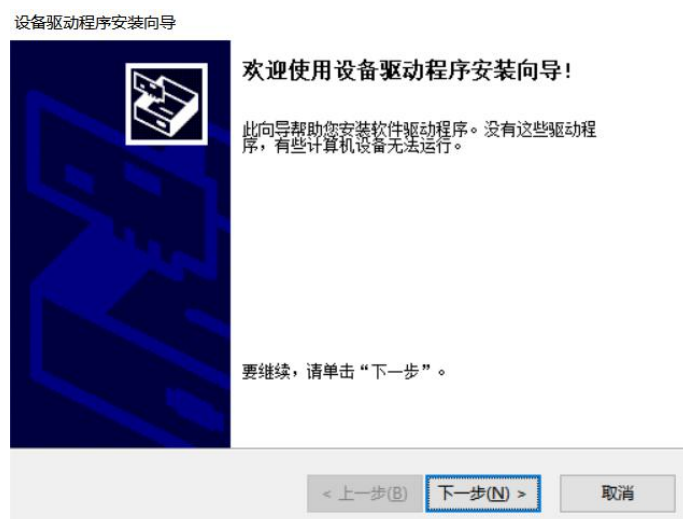 设备驱动程序安装向导
欢迎使用设备驱动程序安装向导!
此向导帮助您安装软件驱动程序。没有这些驱动程
序，有些计算机设备无法运行。
要继续，请单击“下一步”。
< 上一步(B)
下一步(N) >
取消